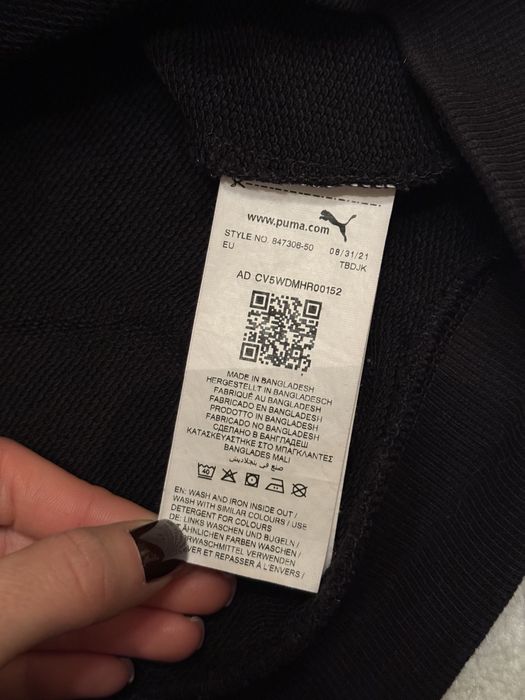 www.puma.com
STYLE NO. 847306-50 08/31/21
EU TBDJK
AD CV5WDMHR00152
MADE IN BANGLADESH
HERGESTELLT IN BANGLADESCH
FABRIQUÉ AU BANGLADESH
FABRICADO EN BANGLADESH
PRODOTTO IN BANGLADESH
FABRICADO NO BANGLADESH
СДЕЛАНО В БАНГЛАДЕШ
ΚΑΤΑΣΚΕΥΑΣΤΗΚΕ ΣΤΟ ΜΠΑΓΚΛΑΝΤΕΣ
BANGLADES MALI
صنع في بنجلاديش
40
EN: WASH AND IRON INSIDE OUT /
WASH WITH SIMILAR COLOURS / USE
DETERGENT FOR COLOURS
DE: LINKS WASCHEN UND BÜGELN /
ÄHNLICHEN FARBEN WASCHEN /
WASCHMITTEL VERWENDEN
ET REPASSER À L'ENVERS /